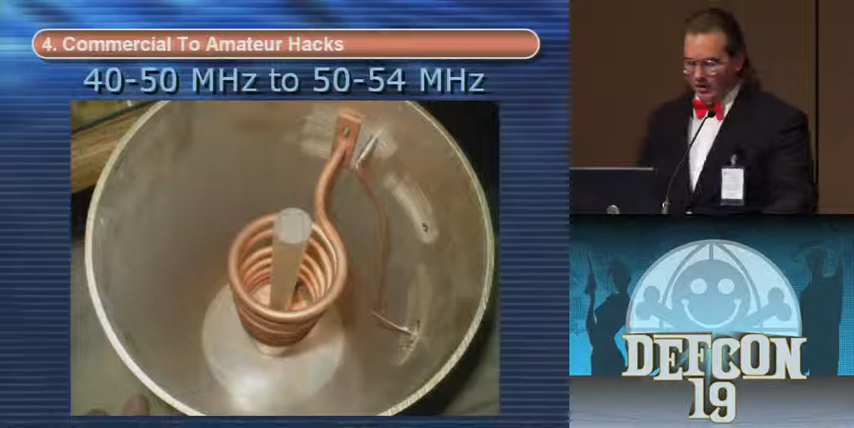 4. Commercial To Amateur Hacks
40-50 MHz to 50-54 MHz
DEFCON
19